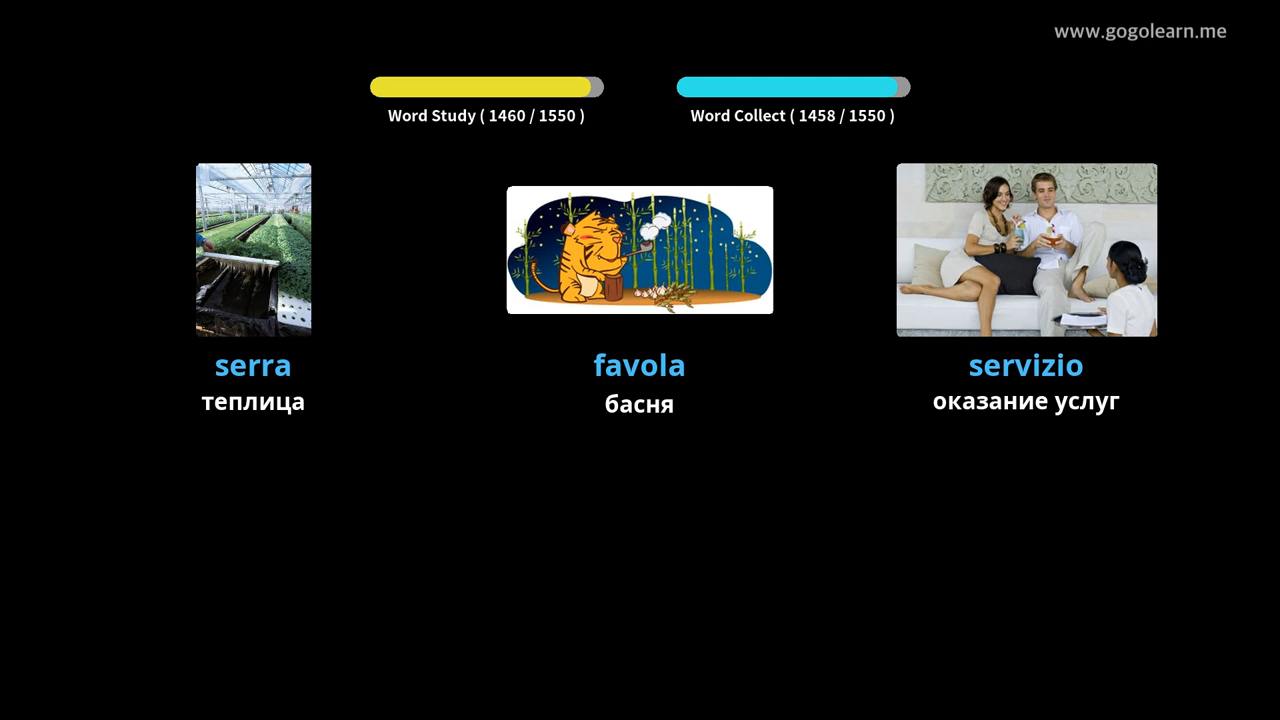 www.gogolearn.me
Word Study ( 1460 / 1550 )
Word Collect ( 1458 / 1550 )
serra
favola
servizio
теплица
басня
оказание услуг